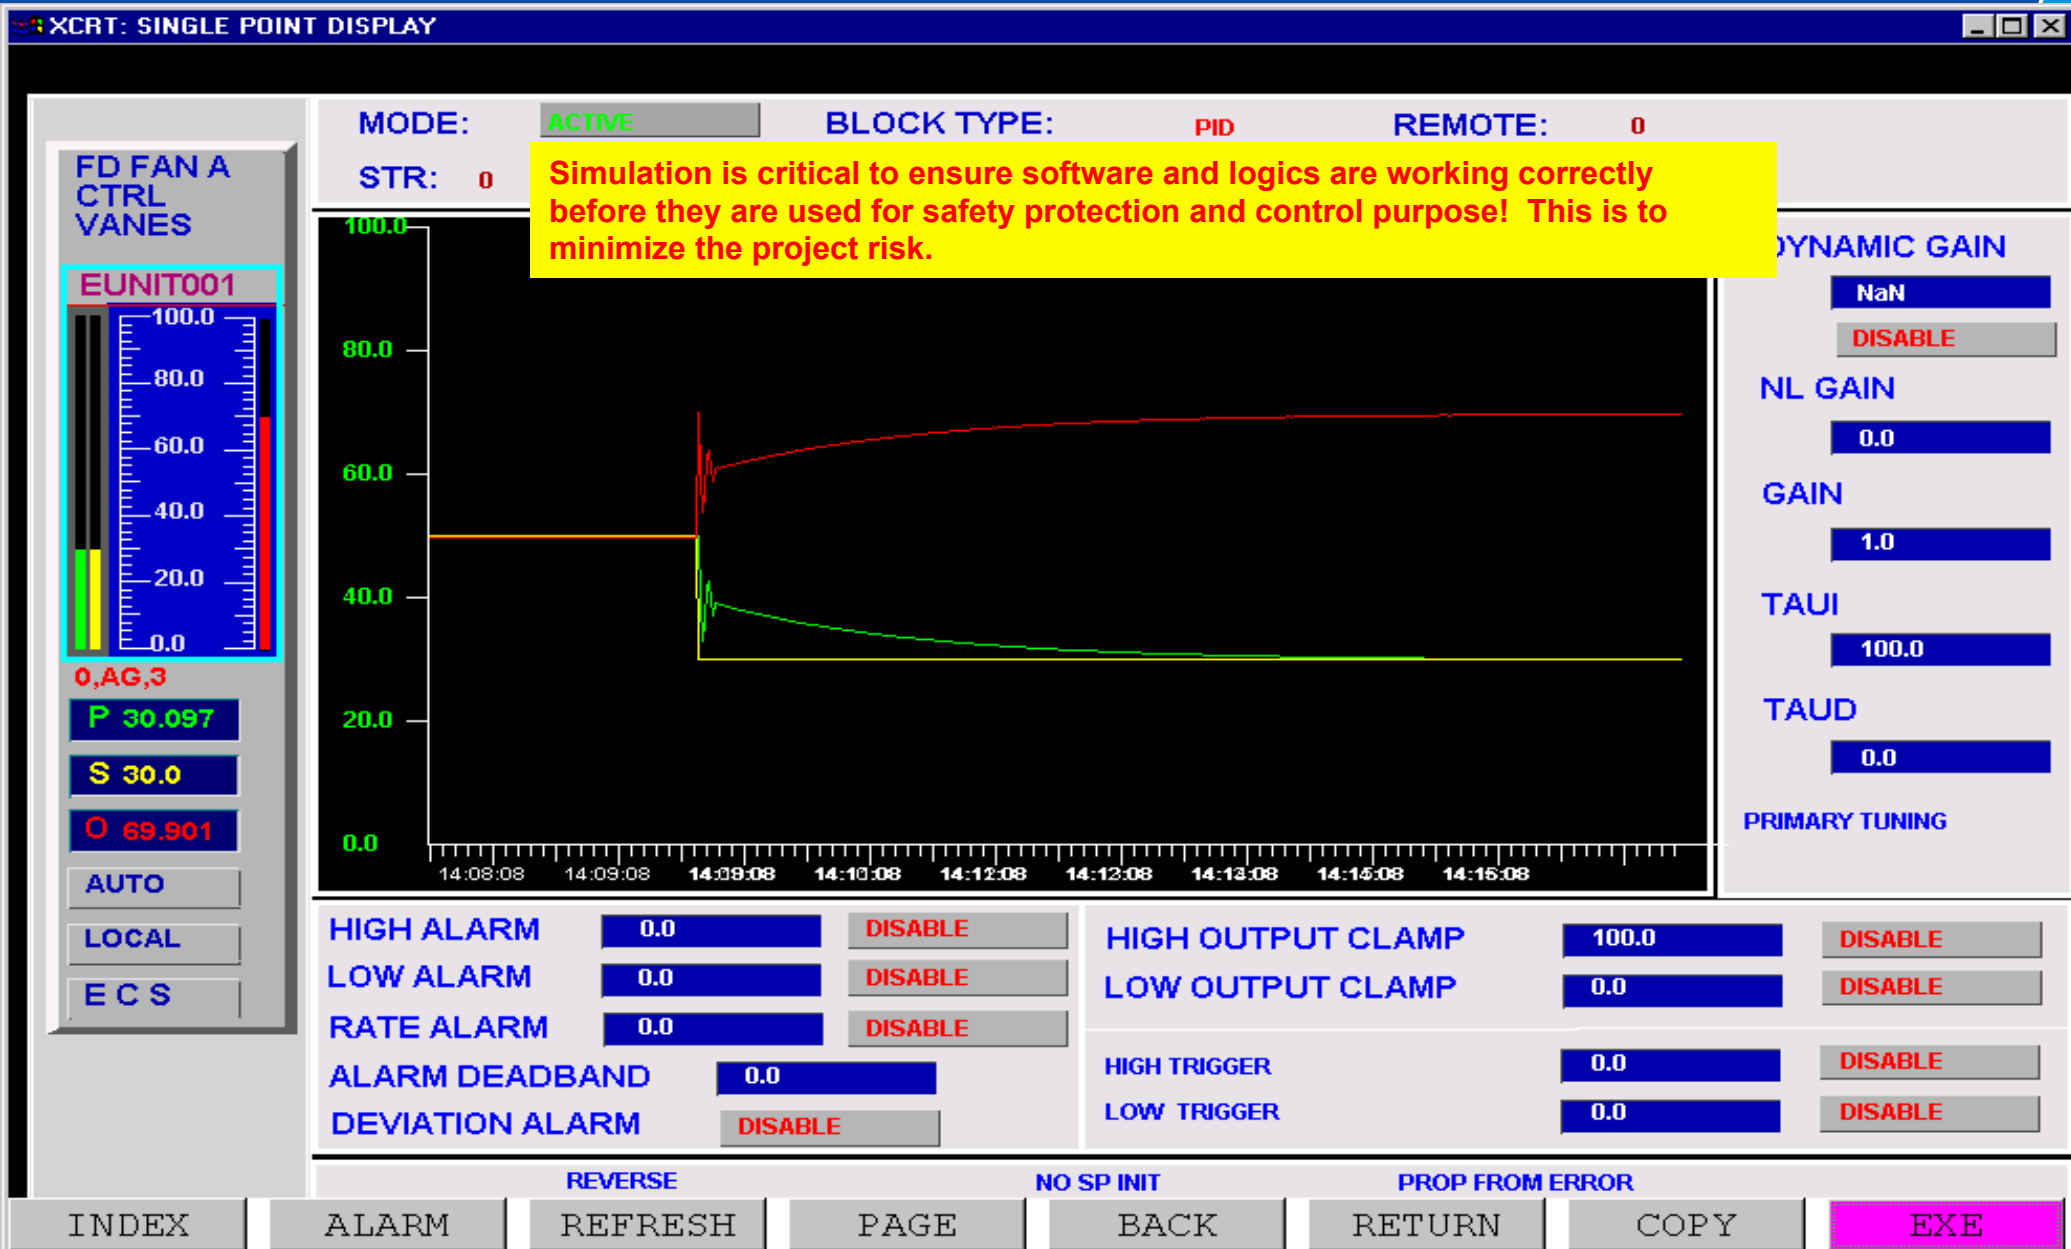 XCRT: SINGLE POINT DISPLAY
MODE: ACTIVE BLOCK TYPE: PID REMOTE: 0
STR: 0
Simulation is critical to ensure software and logics are working correctly
before they are used for safety protection and control purpose! This is to
minimize the project risk.
FD FAN A
CTRL
VANES
EUNIT001
100.0
80.0
60.0
40.0
20.0
0.0
0,AG,3
P 30.097
S 30.0
O 69.901
AUTO
LOCAL
E C S
100.0
80.0
60.0
40.0
20.0
0.0
14:08:08 14:09:08 14:12:08 14:15:08 14:15:08
DYNAMIC GAIN
NaN
DISABLE
NL GAIN
0.0
GAIN
1.0
TAUI
100.0
TAUD
0.0
PRIMARY TUNING
HIGH ALARM 0.0 DISABLE
LOW ALARM 0.0 DISABLE
RATE ALARM 0.0 DISABLE
ALARM DEADBAND 0.0
DEVIATION ALARM DISABLE
HIGH OUTPUT CLAMP 100.0 DISABLE
LOW OUTPUT CLAMP 0.0 DISABLE
HIGH TRIGGER 0.0 DISABLE
LOW TRIGGER 0.0 DISABLE
REVERSE NO SP INIT PROP FROM ERROR
INDEX ALARM REFRESH PAGE BACK RETURN COPY EXE